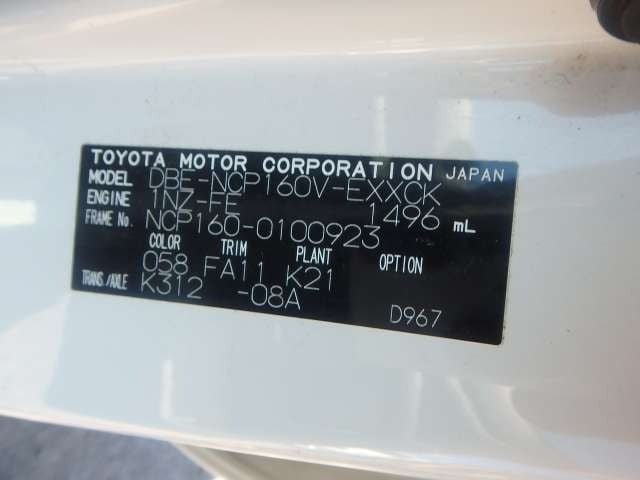 TOYOTA MOTOR CORPORATION JAPAN
MODEL DBE-NCP160V-EXXCK
ENGINE 1NZ-FE 1496 mL
FRAME No. NCP160-0100923
COLOR TRIM PLANT OPTION
058 FA11 K21
TRANS./AXLE K312 -08A
D967